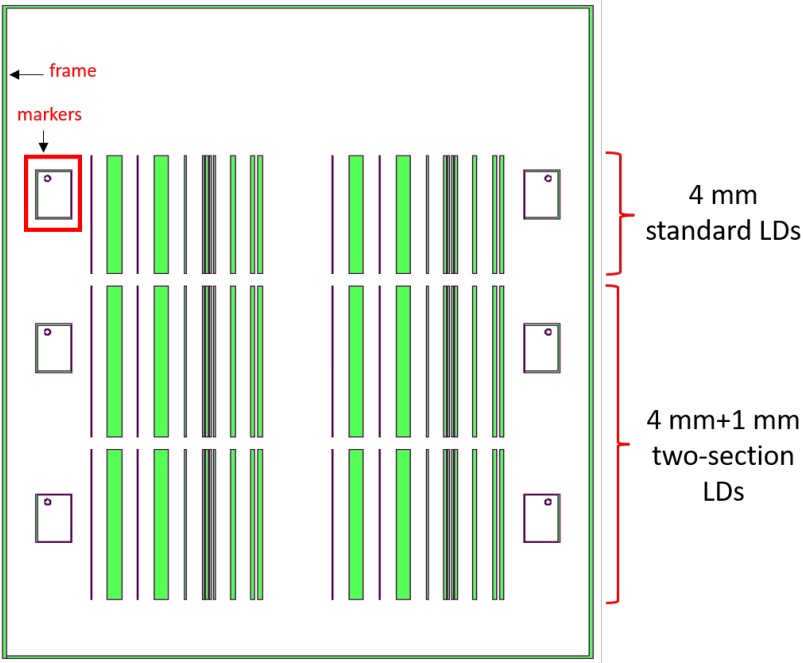 frame
markers
4 mm
standard LDs
4 mm+1 mm
two-section
LDs